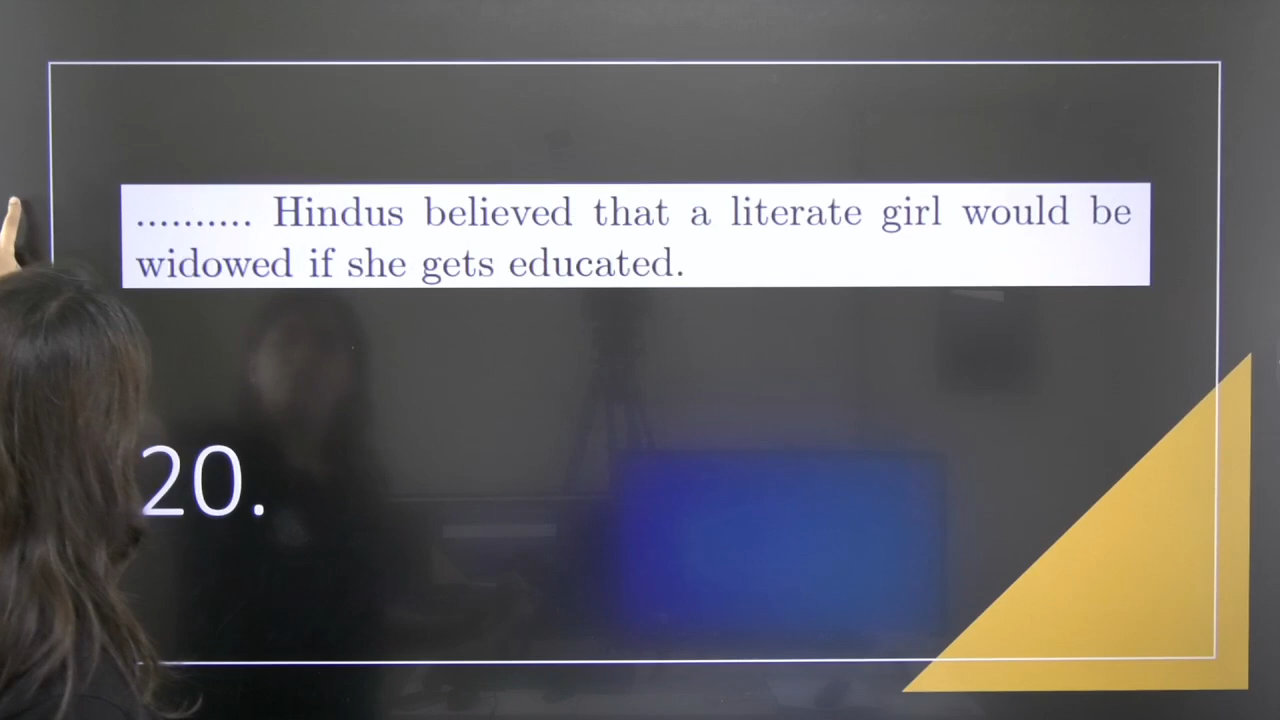 .......... Hindus believed that a literate girl would be
widowed if she gets educated.
20.